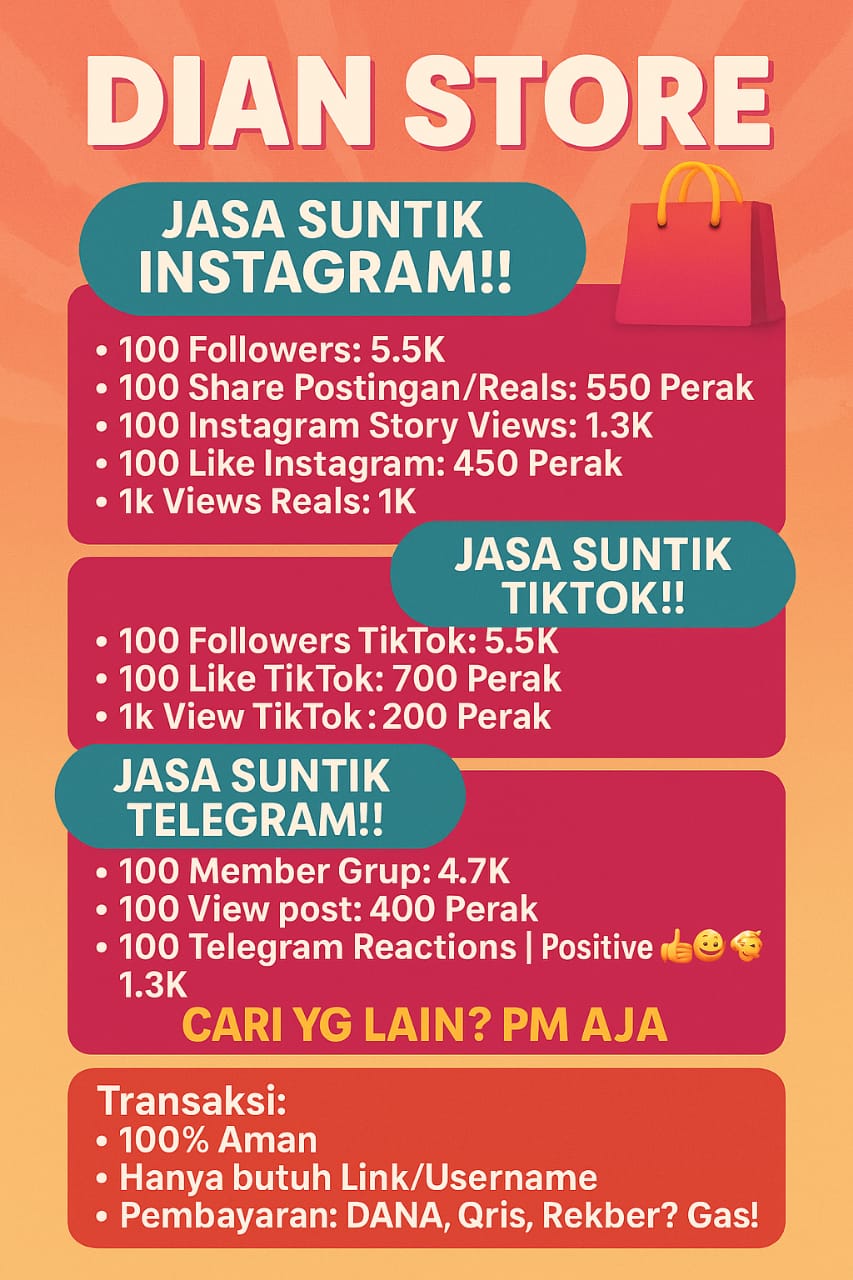 DIAN STORE
JASA SUNTIK
INSTAGRAM!!
• 100 Followers: 5.5K
• 100 Share Postingan/Reals: 550 Perak
• 100 Instagram Story Views: 1.3K
• 100 Like Instagram: 450 Perak
• 1k Views Reals: 1K
JASA SUNTIK
TIKTOK!!
• 100 Followers TikTok: 5.5K
• 100 Like TikTok: 700 Perak
• 1k View TikTok: 200 Perak
JASA SUNTIK
TELEGRAM!!
• 100 Member Grup: 4.7K
• 100 View post: 400 Perak
• 100 Telegram Reactions | Positive 👍😀🤩
1.3K
CARI YG LAIN? PM AJA
Transaksi:
• 100% Aman
• Hanya butuh Link/Username
• Pembayaran: DANA, Qris, Rekber? Gas!